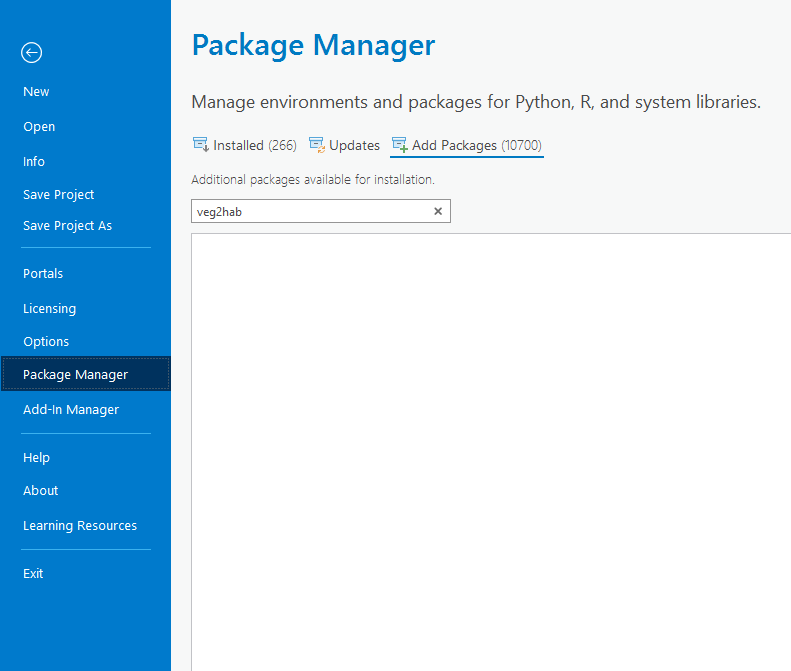 New
Open
Info
Save Project
Save Project As
Portals
Licensing
Options
Package Manager
Add-In Manager
Help
About
Learning Resources
Exit
Package Manager
Manage environments and packages for Python, R, and system libraries.
Installed (266) Updates Add Packages (10700)
Additional packages available for installation.
veg2hab